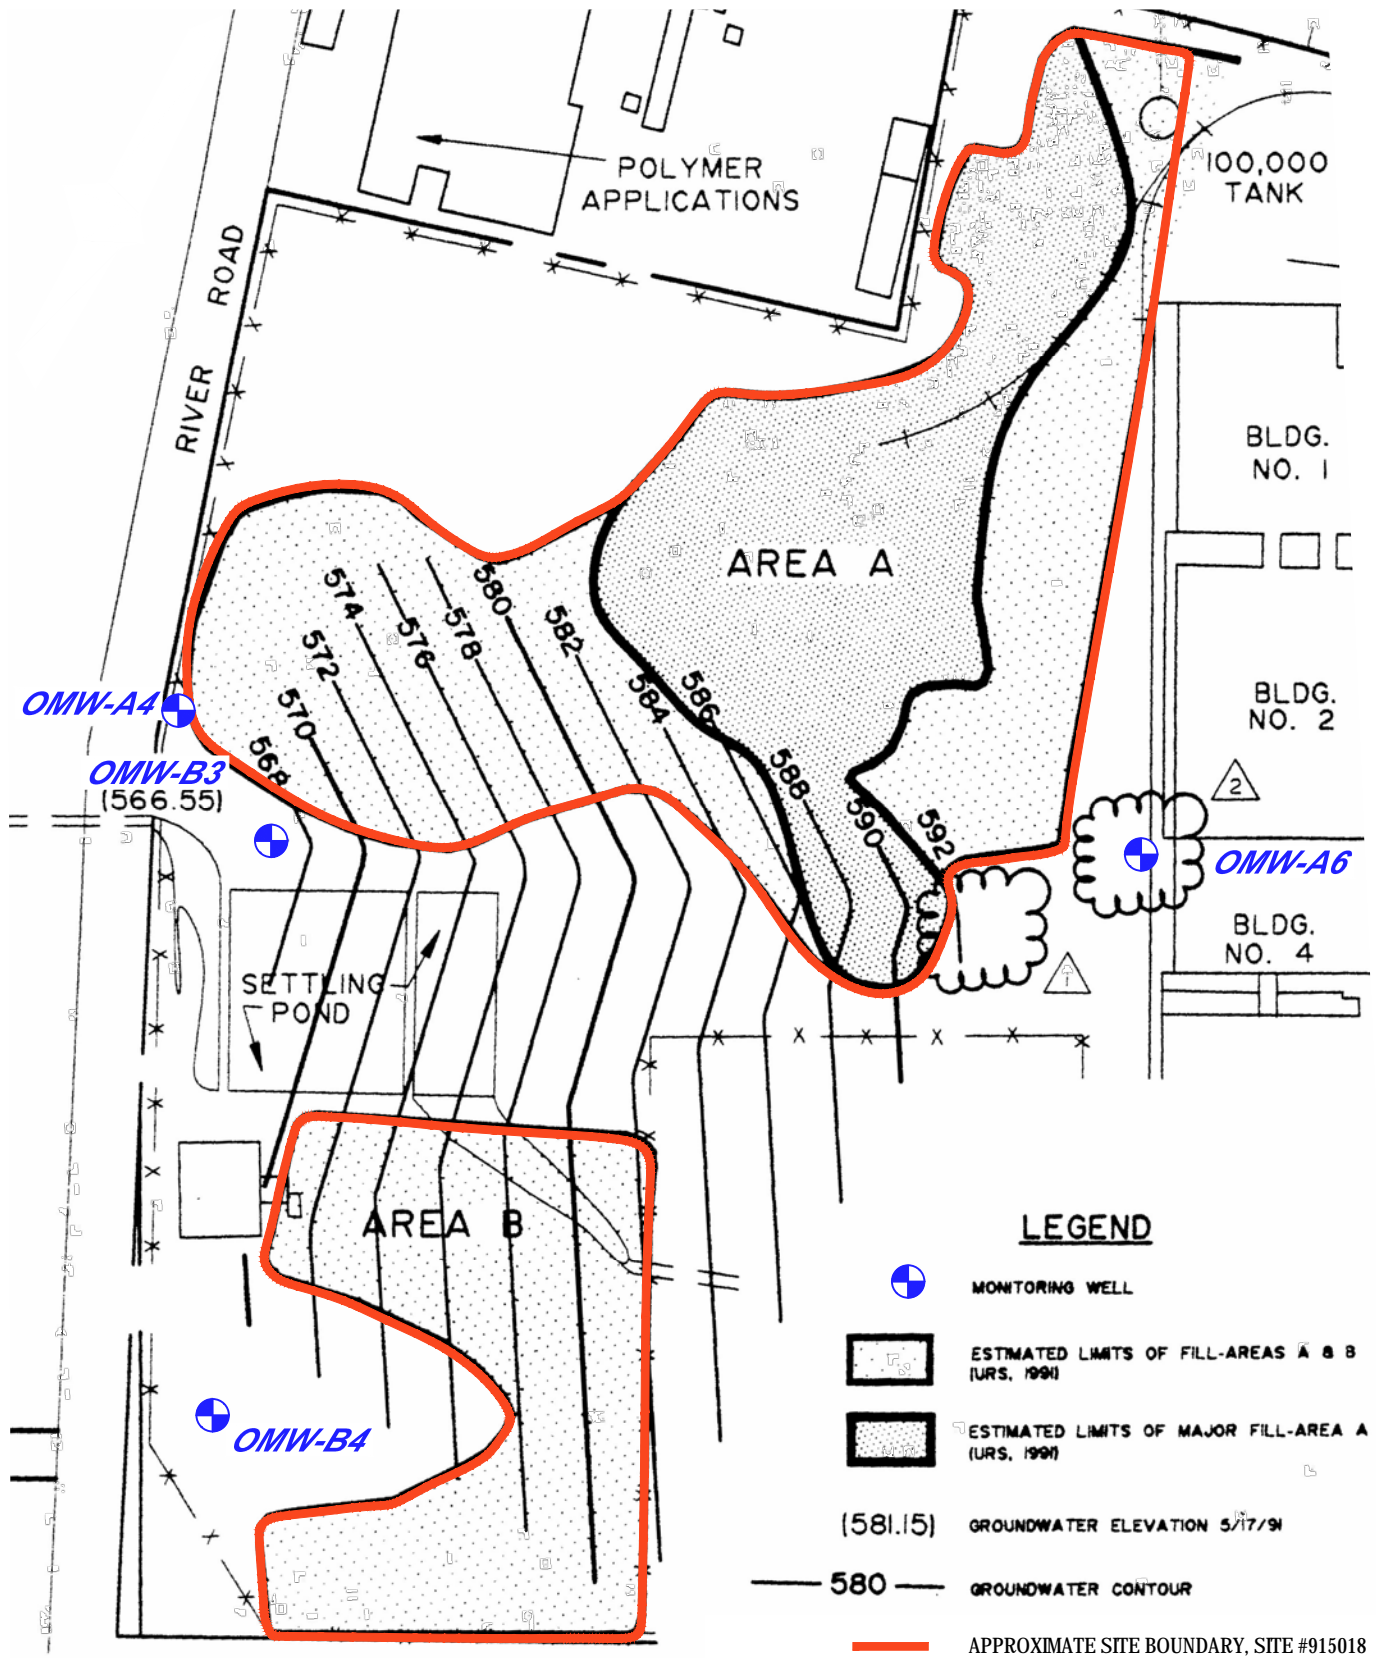 POLYMER
APPLICATIONS
100,000
TANK
RIVER ROAD
BLDG.
NO. 1
AREA A
580
574
578
582
576
572
584
586
570
568
588
590
592
BLDG.
NO. 2
2
OMW-A4
OMW-B3
(566.55)
OMW-A6
BLDG.
NO. 4
1
SETTLING
POND
AREA B
OMW-B4
LEGEND
MONITORING WELL
ESTIMATED LIMITS OF FILL-AREAS A & B
(URS, 1991)
ESTIMATED LIMITS OF MAJOR FILL-AREA A
(URS, 1991)
(581.15) GROUNDWATER ELEVATION 5/17/91
580 GROUNDWATER CONTOUR
APPROXIMATE SITE BOUNDARY, SITE #915018